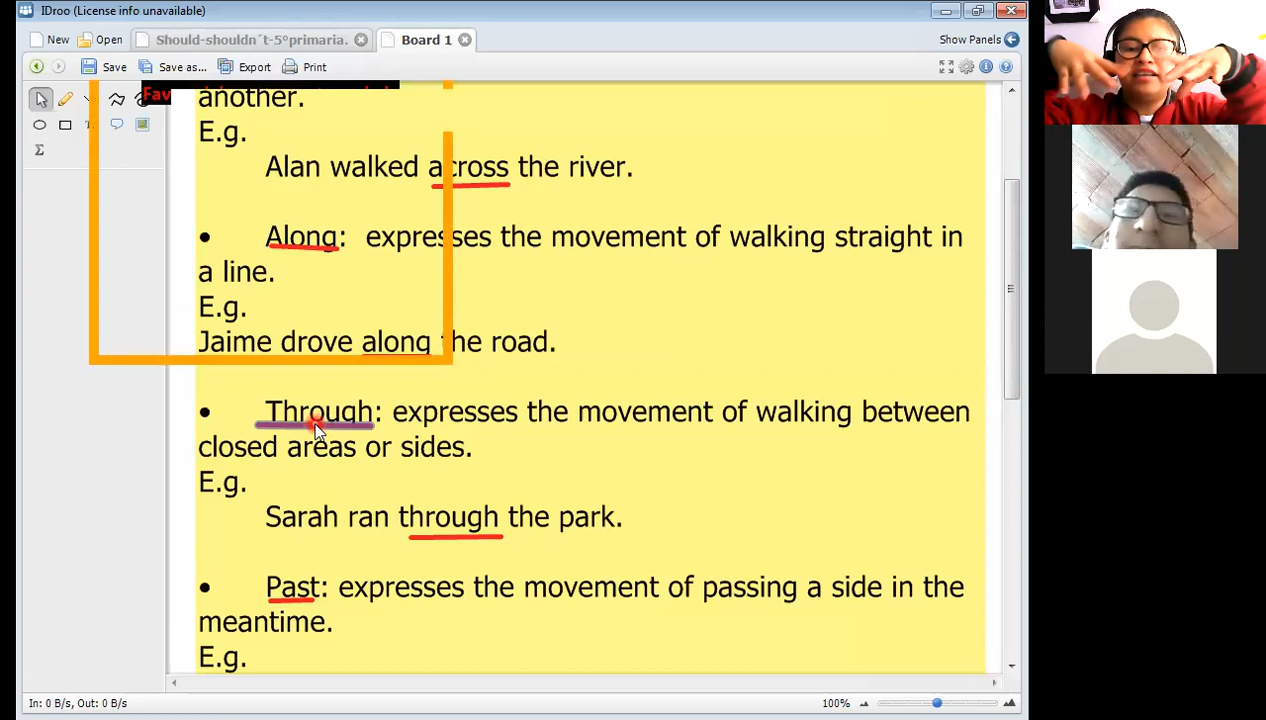 IDroo (License info unavailable)
New Open Should-shouldn´t-5°primaria. Board 1 Show Panels
Save Save as... Export Print
Fav
another.
E.g.
Alan walked across the river.
• Along: expresses the movement of walking straight in
a line.
E.g.
Jaime drove along the road.
• Through: expresses the movement of walking between
closed areas or sides.
E.g.
Sarah ran through the park.
• Past: expresses the movement of passing a side in the
meantime.
E.g.
In: 0 B/s, Out: 0 B/s 100%